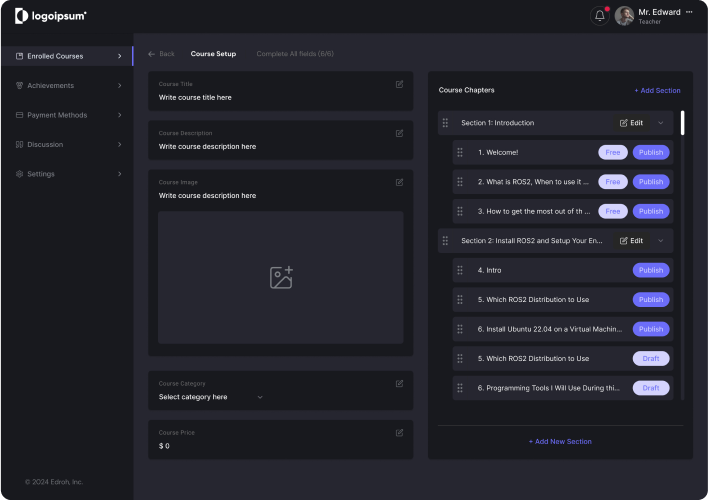 logoipsum
Mr. Edward
Teacher
Enrolled Courses
Achievements
Payment Methods
Discussion
Settings
© 2024 Edroh, Inc.
Back
Course Setup
Complete All fields (6/6)
Course Title
Write course title here
Course Description
Write course description here
Course Image
Write course description here
Course Category
Select category here
Course Price
$ 0
Course Chapters
+ Add Section
Section 1: Introduction
Edit
1. Welcome!
Free
Publish
2. What is ROS2, When to use it ...
Free
Publish
3. How to get the most out of th ...
Free
Publish
Section 2: Install ROS2 and Setup Your En...
Edit
4. Intro
Publish
5. Which ROS2 Distribution to Use
Publish
6. Install Ubuntu 22.04 on a Virtual Machin...
Publish
5. Which ROS2 Distribution to Use
Draft
6. Programming Tools I Will Use During thi...
Draft
+ Add New Section